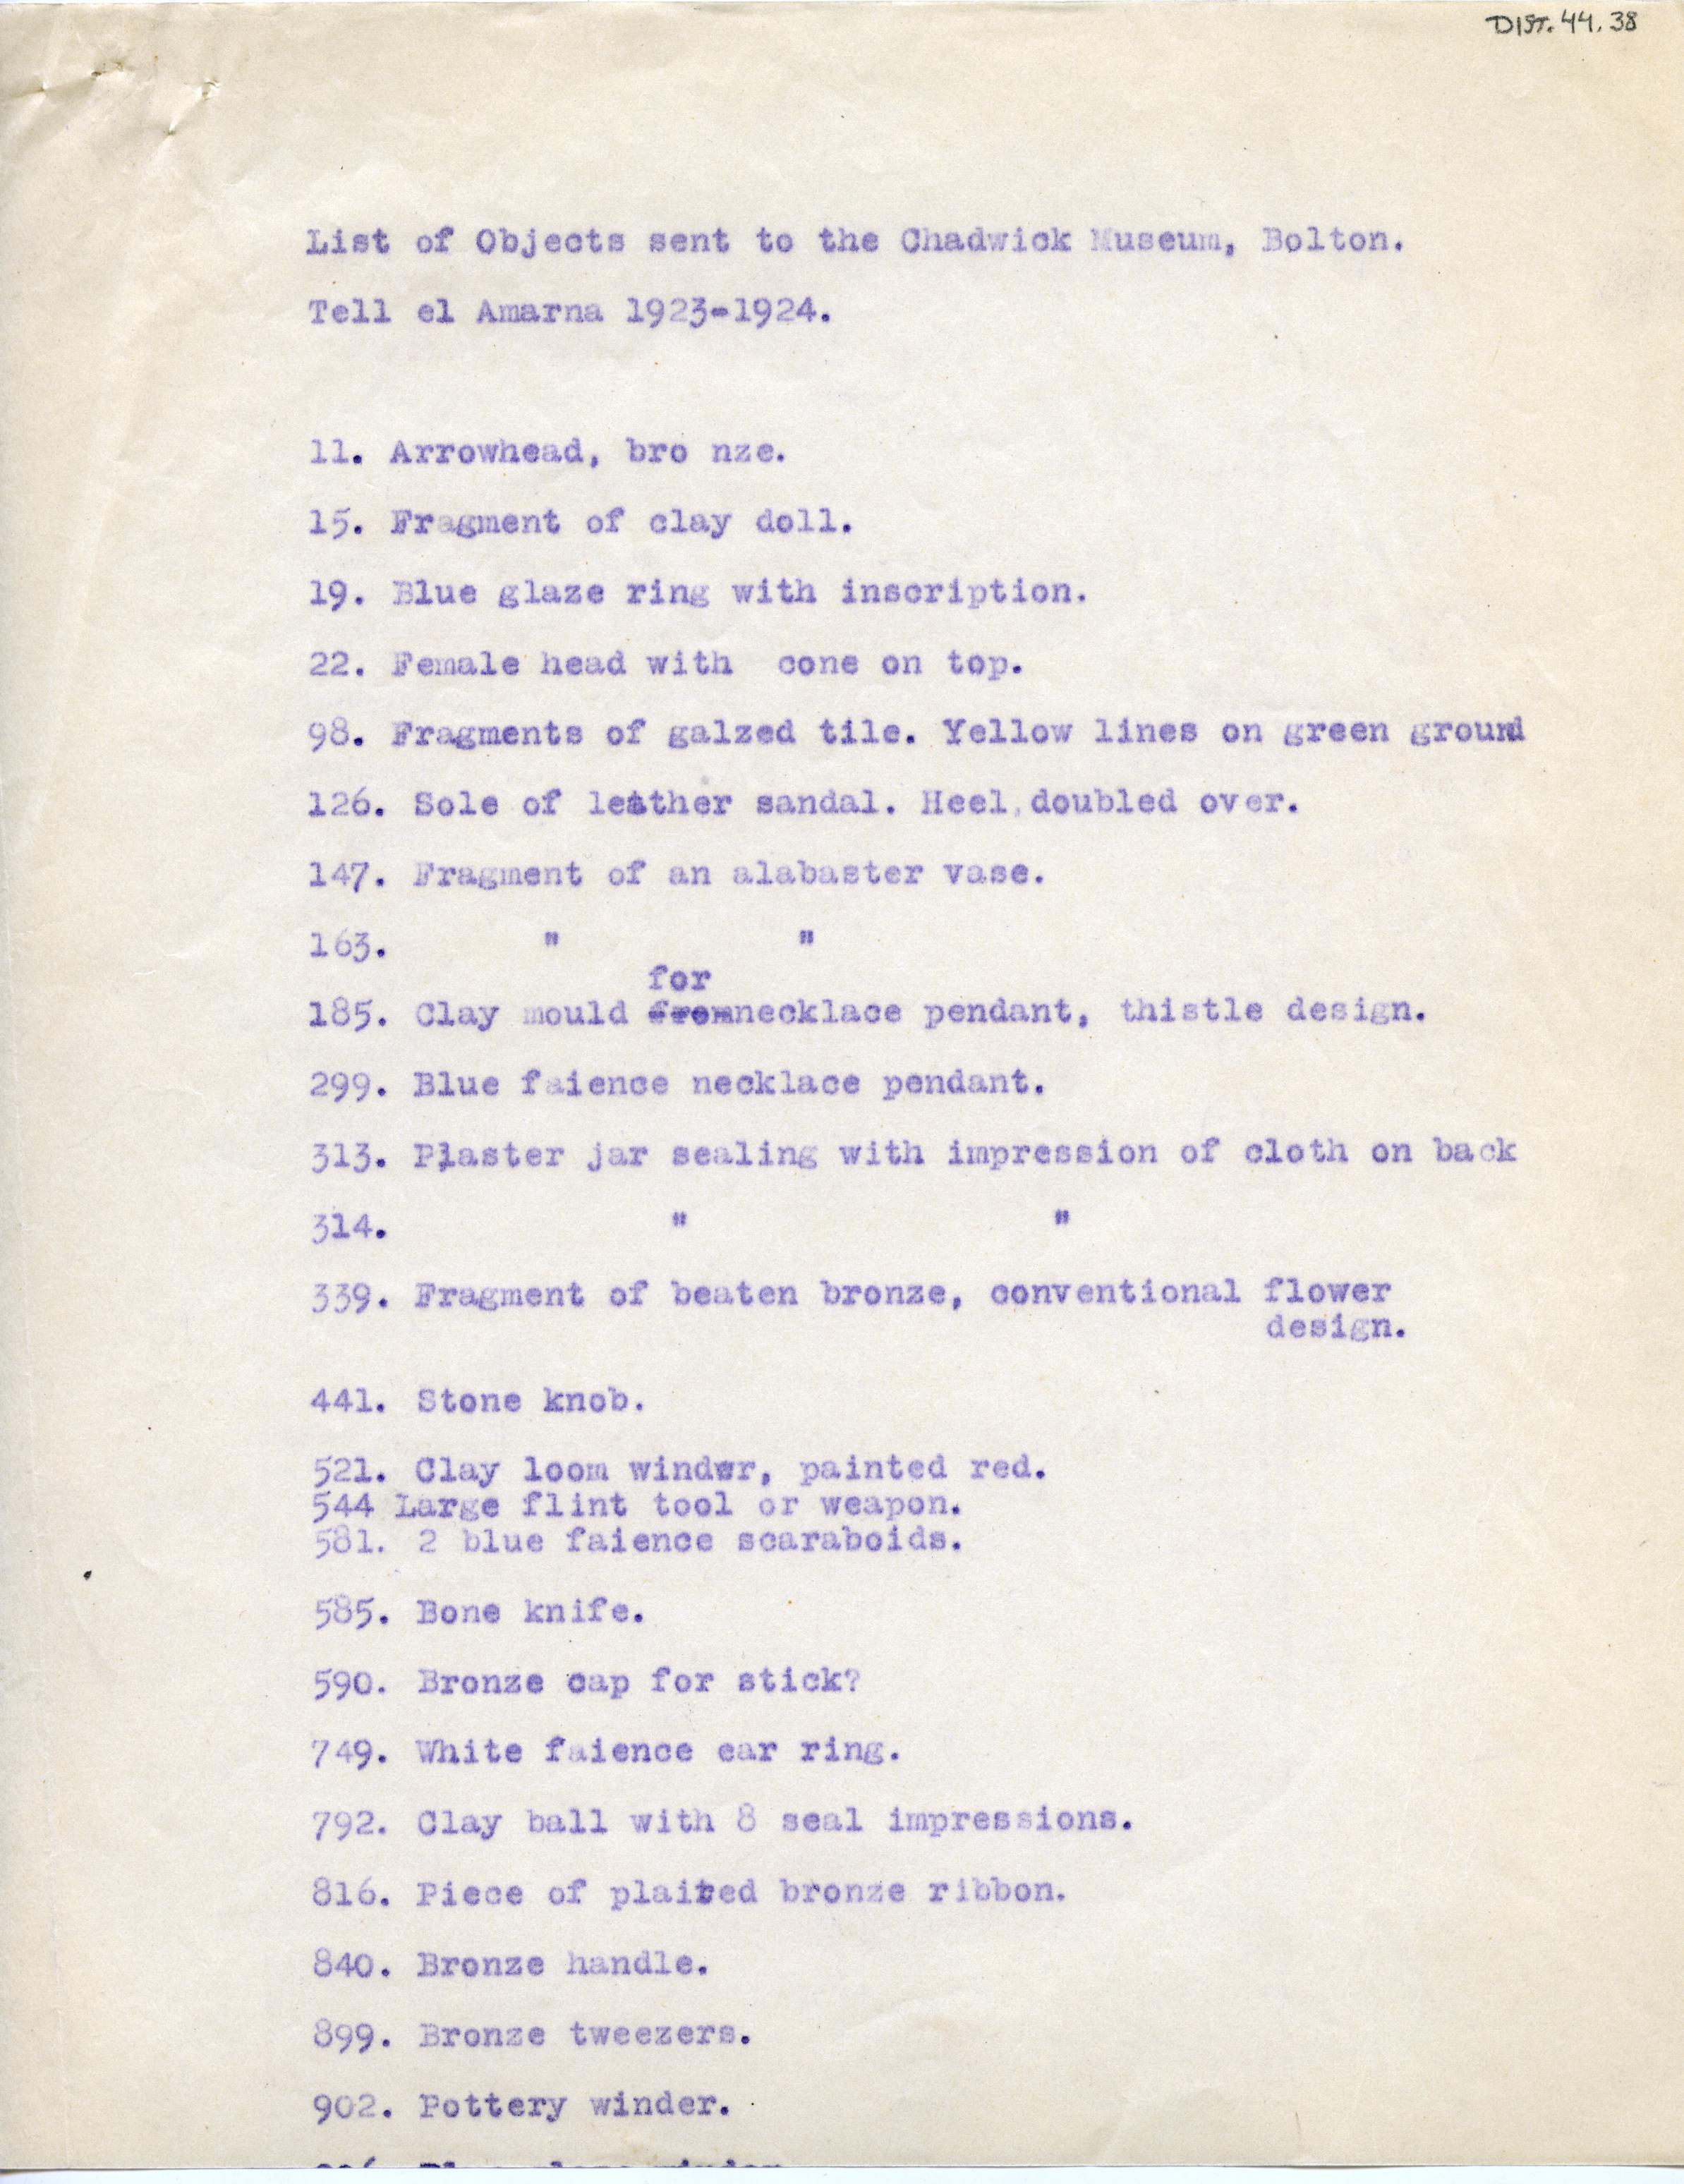 DIST. 44. 38
List of Objects sent to the Chadwick Museum, Bolton.
Tell el Amarna 1923-1924.
11. Arrowhead, bro nze.
15. Fragment of clay doll.
19. Blue glaze ring with inscription.
22. Female head with cone on top.
98. Fragments of galzed tile. Yellow lines on green ground
126. Sole of leather sandal. Heel, doubled over.
147. Fragment of an alabaster vase.
163. " "
for
185. Clay mould from necklace pendant, thistle design.
299. Blue faience necklace pendant.
313. Plaster jar sealing with impression of cloth on back
314. " "
339. Fragment of beaten bronze, conventional flower
design.
441. Stone knob.
521. Clay loom winder, painted red.
544 Large flint tool or weapon.
581. 2 blue faience scaraboids.
585. Bone knife.
590. Bronze cap for stick?
749. White faience ear ring.
792. Clay ball with 8 seal impressions.
816. Piece of plaited bronze ribbon.
840. Bronze handle.
899. Bronze tweezers.
902. Pottery winder.